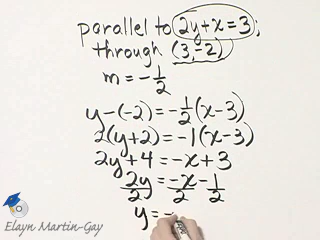 parallel to 2y+x=3;
through (3,-2)
m = -1/2
y-(-2) = -1/2(x-3)
2(y+2) = -1(x-3)
2y+4 = -x+3
2y/2 = -x/2 - 1/2
y = -
Elayn Martin-Gay